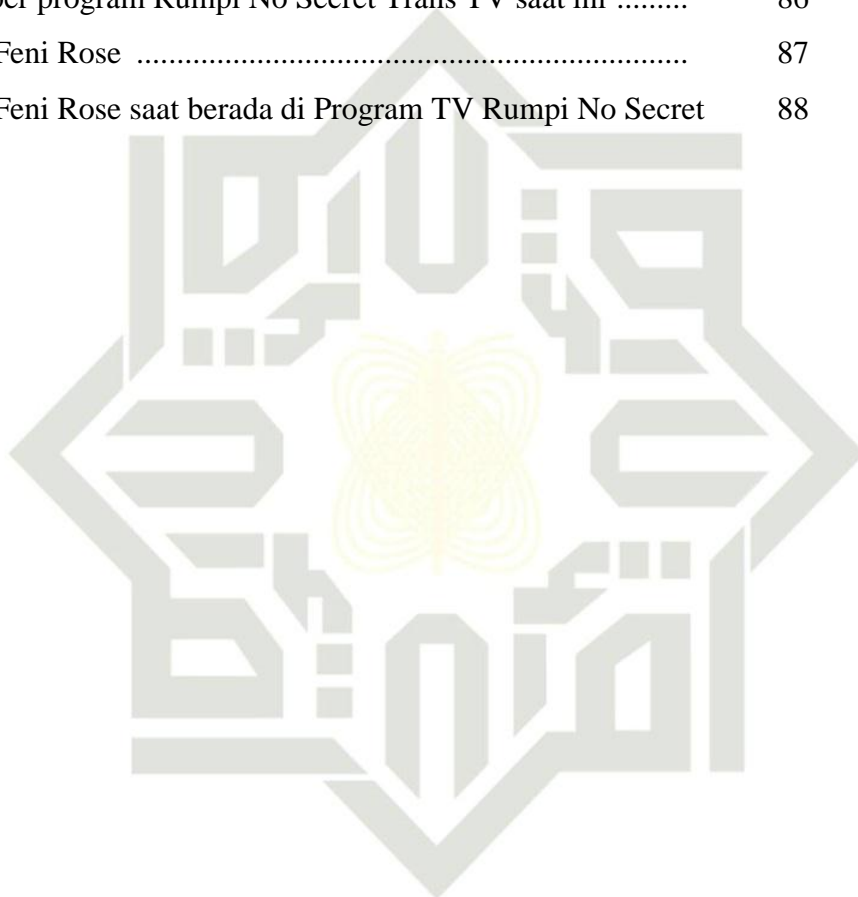 program Rumpi No Secret Trans TV saat ini ......... 86
Feni Rose .................................................................... 87
Feni Rose saat berada di Program TV Rumpi No Secret 88